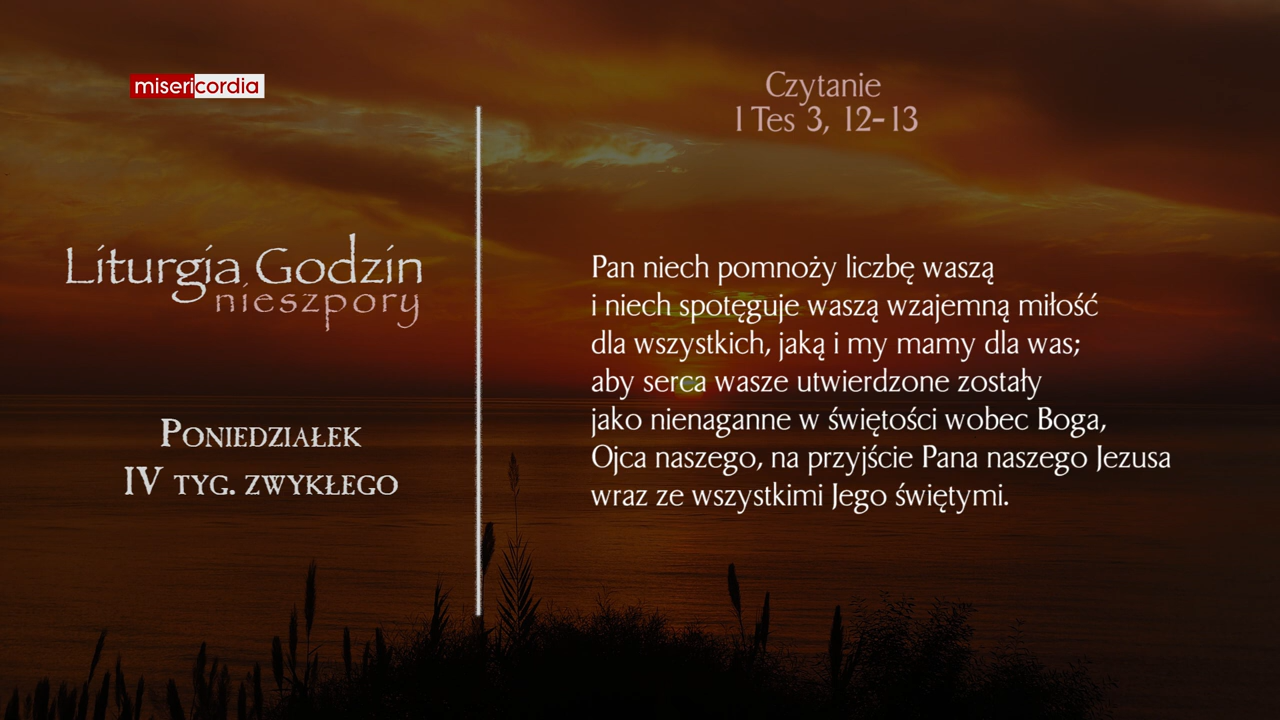 misericordia
Liturgia Godzin
nieszpory
Poniedziałek
IV tyg. zwykłego
Czytanie
1 Tes 3, 12-13
Pan niech pomnoży liczbę waszą
i niech spotęguje waszą wzajemną miłość
dla wszystkich, jaką i my mamy dla was;
aby serca wasze utwierdzone zostały
jako nienaganne w świętości wobec Boga,
Ojca naszego, na przyjście Pana naszego Jezusa
wraz ze wszystkimi Jego świętymi.